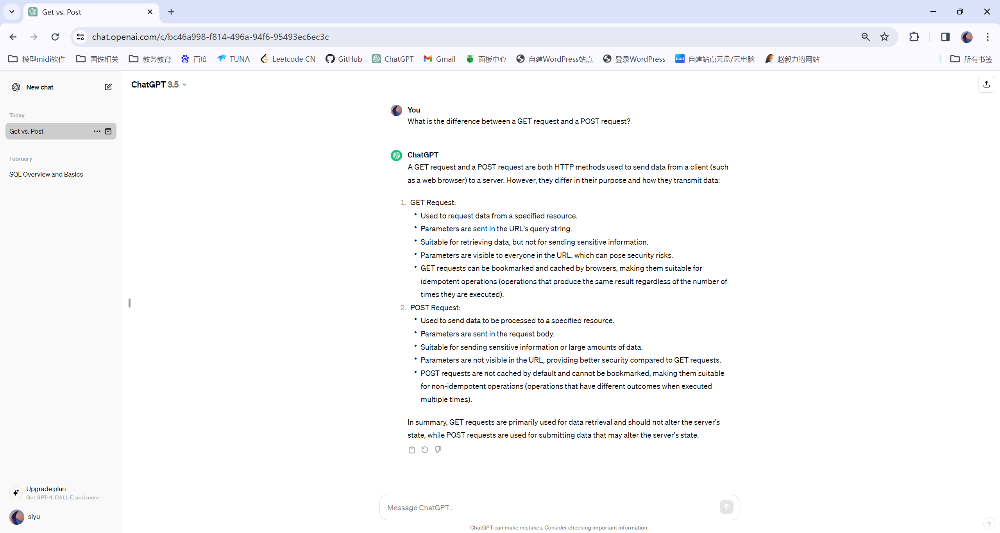 Get vs. Post
chat.openai.com/c/bc46a998-f814-496a-94f6-95493ec6ec3c
模型midi软件 国铁相关 教务教育 百度 TUNA Leetcode CN GitHub ChatGPT Gmail 面板中心 自建WordPress站点 登录WordPress kod 自建站点云盘/云电脑 赵毅力的网站 所有书签
New chat
Today
Get vs. Post
February
SQL Overview and Basics
Upgrade plan
Get GPT-4, DALL·E, and more
siyu
ChatGPT 3.5
You
What is the difference between a GET request and a POST request?
ChatGPT
A GET request and a POST request are both HTTP methods used to send data from a client (such
as a web browser) to a server. However, they differ in their purpose and how they transmit data:
1. GET Request:
• Used to request data from a specified resource.
• Parameters are sent in the URL's query string.
• Suitable for retrieving data, but not for sending sensitive information.
• Parameters are visible to everyone in the URL, which can pose security risks.
• GET requests can be bookmarked and cached by browsers, making them suitable for
idempotent operations (operations that produce the same result regardless of the number of
times they are executed).
2. POST Request:
• Used to send data to be processed to a specified resource.
• Parameters are sent in the request body.
• Suitable for sending sensitive information or large amounts of data.
• Parameters are not visible in the URL, providing better security compared to GET requests.
• POST requests are not cached by default and cannot be bookmarked, making them suitable
for non-idempotent operations (operations that have different outcomes when executed
multiple times).
In summary, GET requests are primarily used for data retrieval and should not alter the server's
state, while POST requests are used for submitting data that may alter the server's state.
Message ChatGPT...
ChatGPT can make mistakes. Consider checking important information.
?